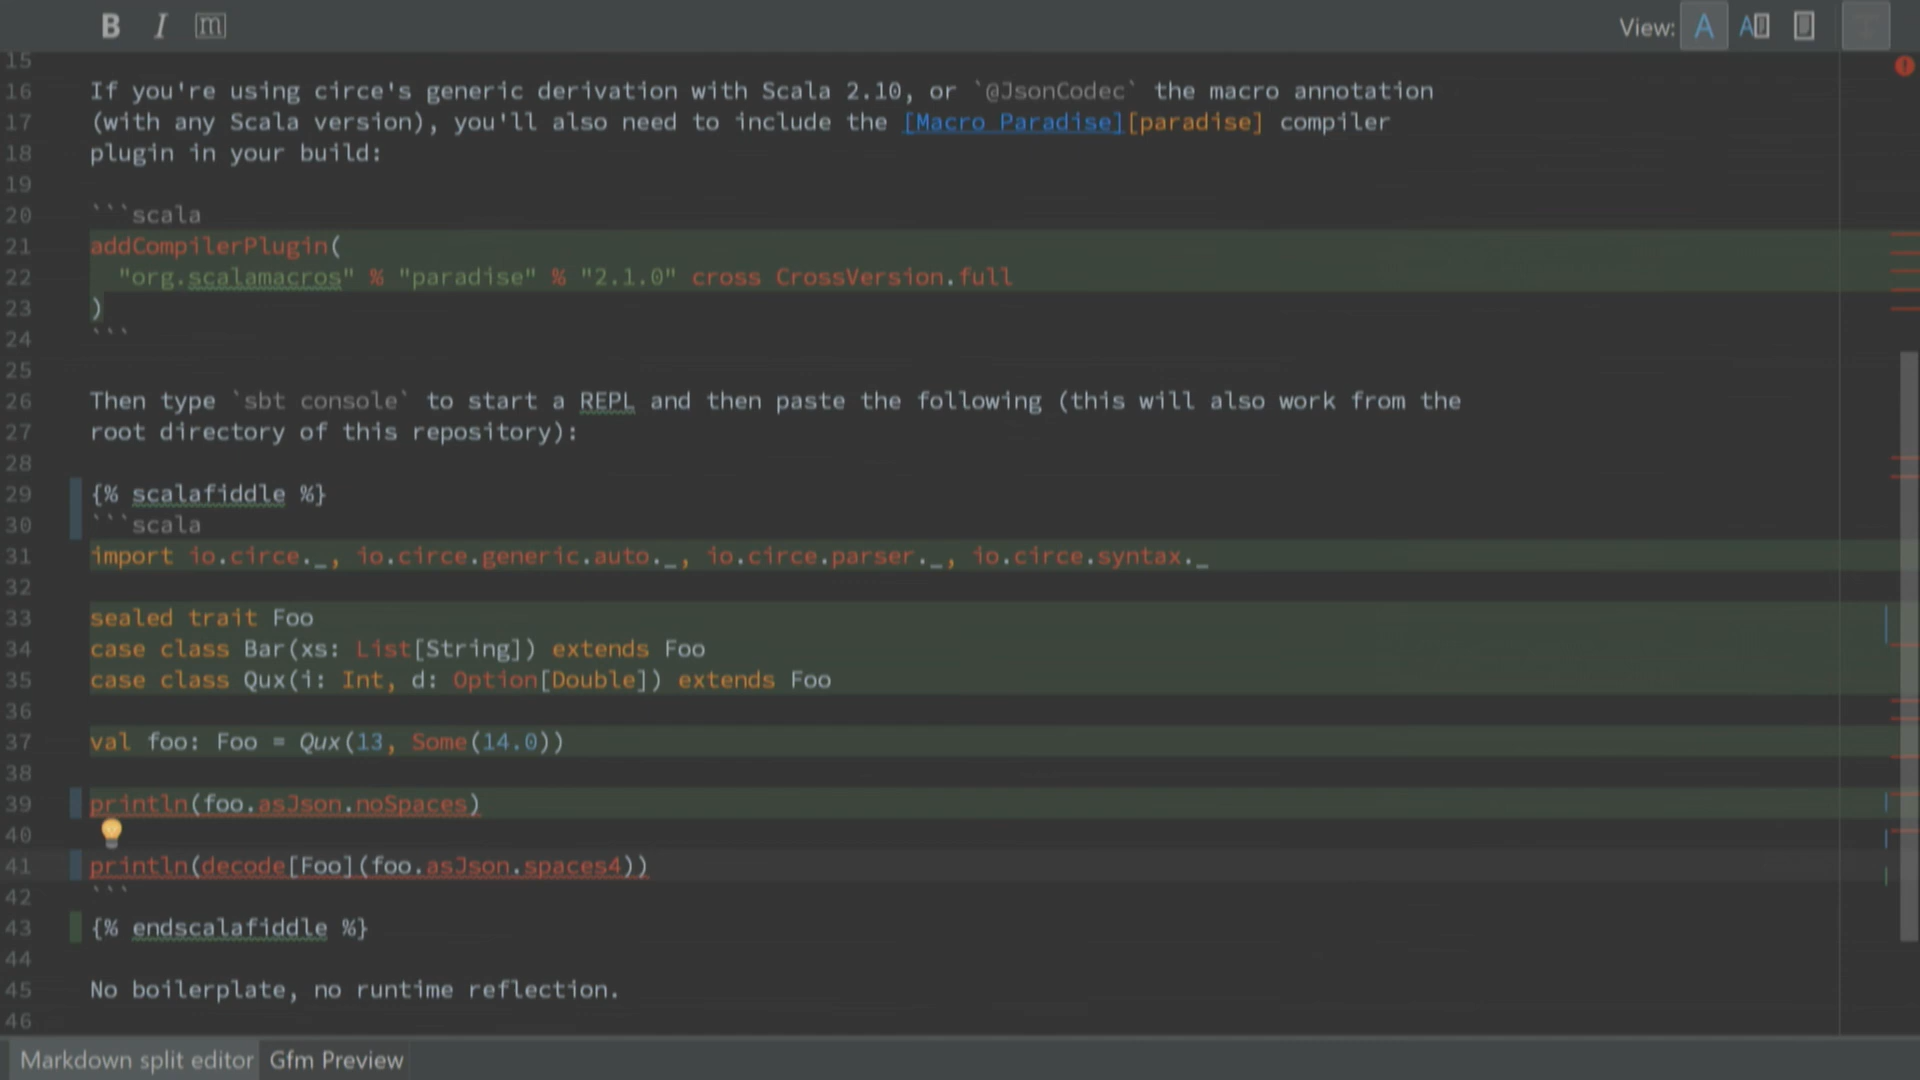 B I m View: A A
15
16 If you're using circe's generic derivation with Scala 2.10, or `@JsonCodec` the macro annotation
17 (with any Scala version), you'll also need to include the [Macro Paradise][paradise] compiler
18 plugin in your build:
19
20 ```scala
21 addCompilerPlugin(
22   "org.scalamacros" % "paradise" % "2.1.0" cross CrossVersion.full
23 )
24 ```
25
26 Then type `sbt console` to start a REPL and then paste the following (this will also work from the
27 root directory of this repository):
28
29 {% scalafiddle %}
30 ```scala
31 import io.circe._, io.circe.generic.auto._, io.circe.parser._, io.circe.syntax._
32
33 sealed trait Foo
34 case class Bar(xs: List[String]) extends Foo
35 case class Qux(i: Int, d: Option[Double]) extends Foo
36
37 val foo: Foo = Qux(13, Some(14.0))
38
39 println(foo.asJson.noSpaces)
40
41 println(decode[Foo](foo.asJson.spaces4))
42 ```
43 {% endscalafiddle %}
44
45 No boilerplate, no runtime reflection.
46
Markdown split editor Gfm Preview